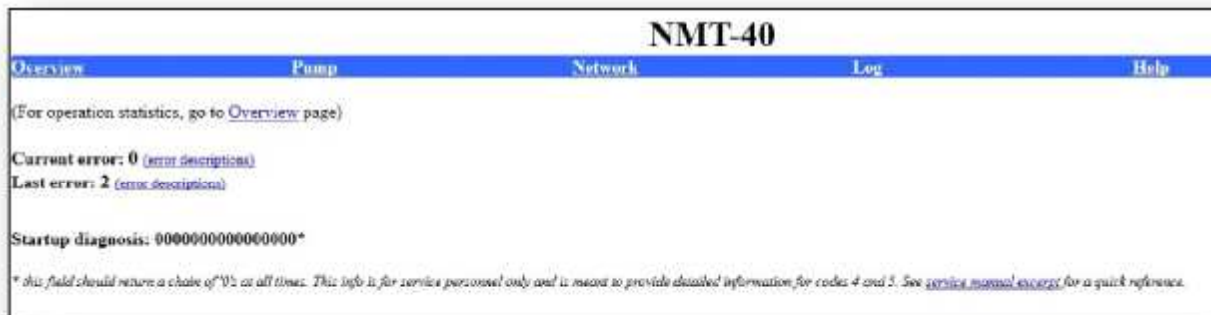 NMT-40
Overview Pump Network Log Help
(For operation statistics, go to Overview page)
Current error: 0 (error descriptions)
Last error: 2 (error descriptions)
Startup diagnosis: 0000000000000000*
* this field should return a chain of '0's at all times. This info is for service personnel only and is meant to provide detailed information for codes 4 and 5. See service manual excerpt for a quick reference.